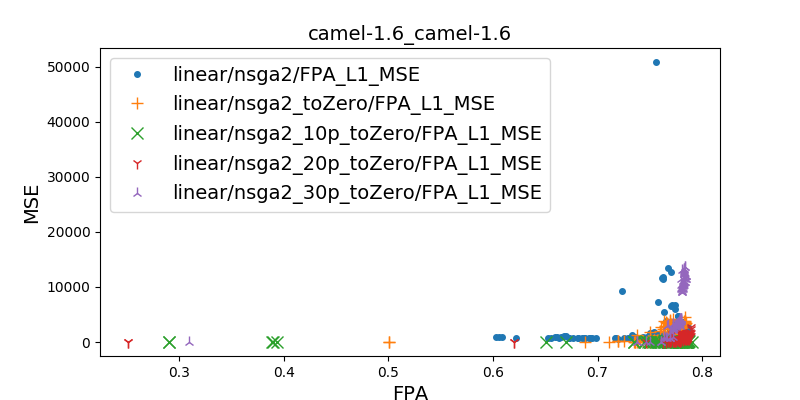 camel-1.6_camel-1.6
linear/nsga2/FPA_L1_MSE
linear/nsga2_toZero/FPA_L1_MSE
linear/nsga2_10p_toZero/FPA_L1_MSE
linear/nsga2_20p_toZero/FPA_L1_MSE
linear/nsga2_30p_toZero/FPA_L1_MSE
MSE
50000
40000
30000
20000
10000
0
0.3 0.4 0.5 0.6 0.7 0.8
FPA